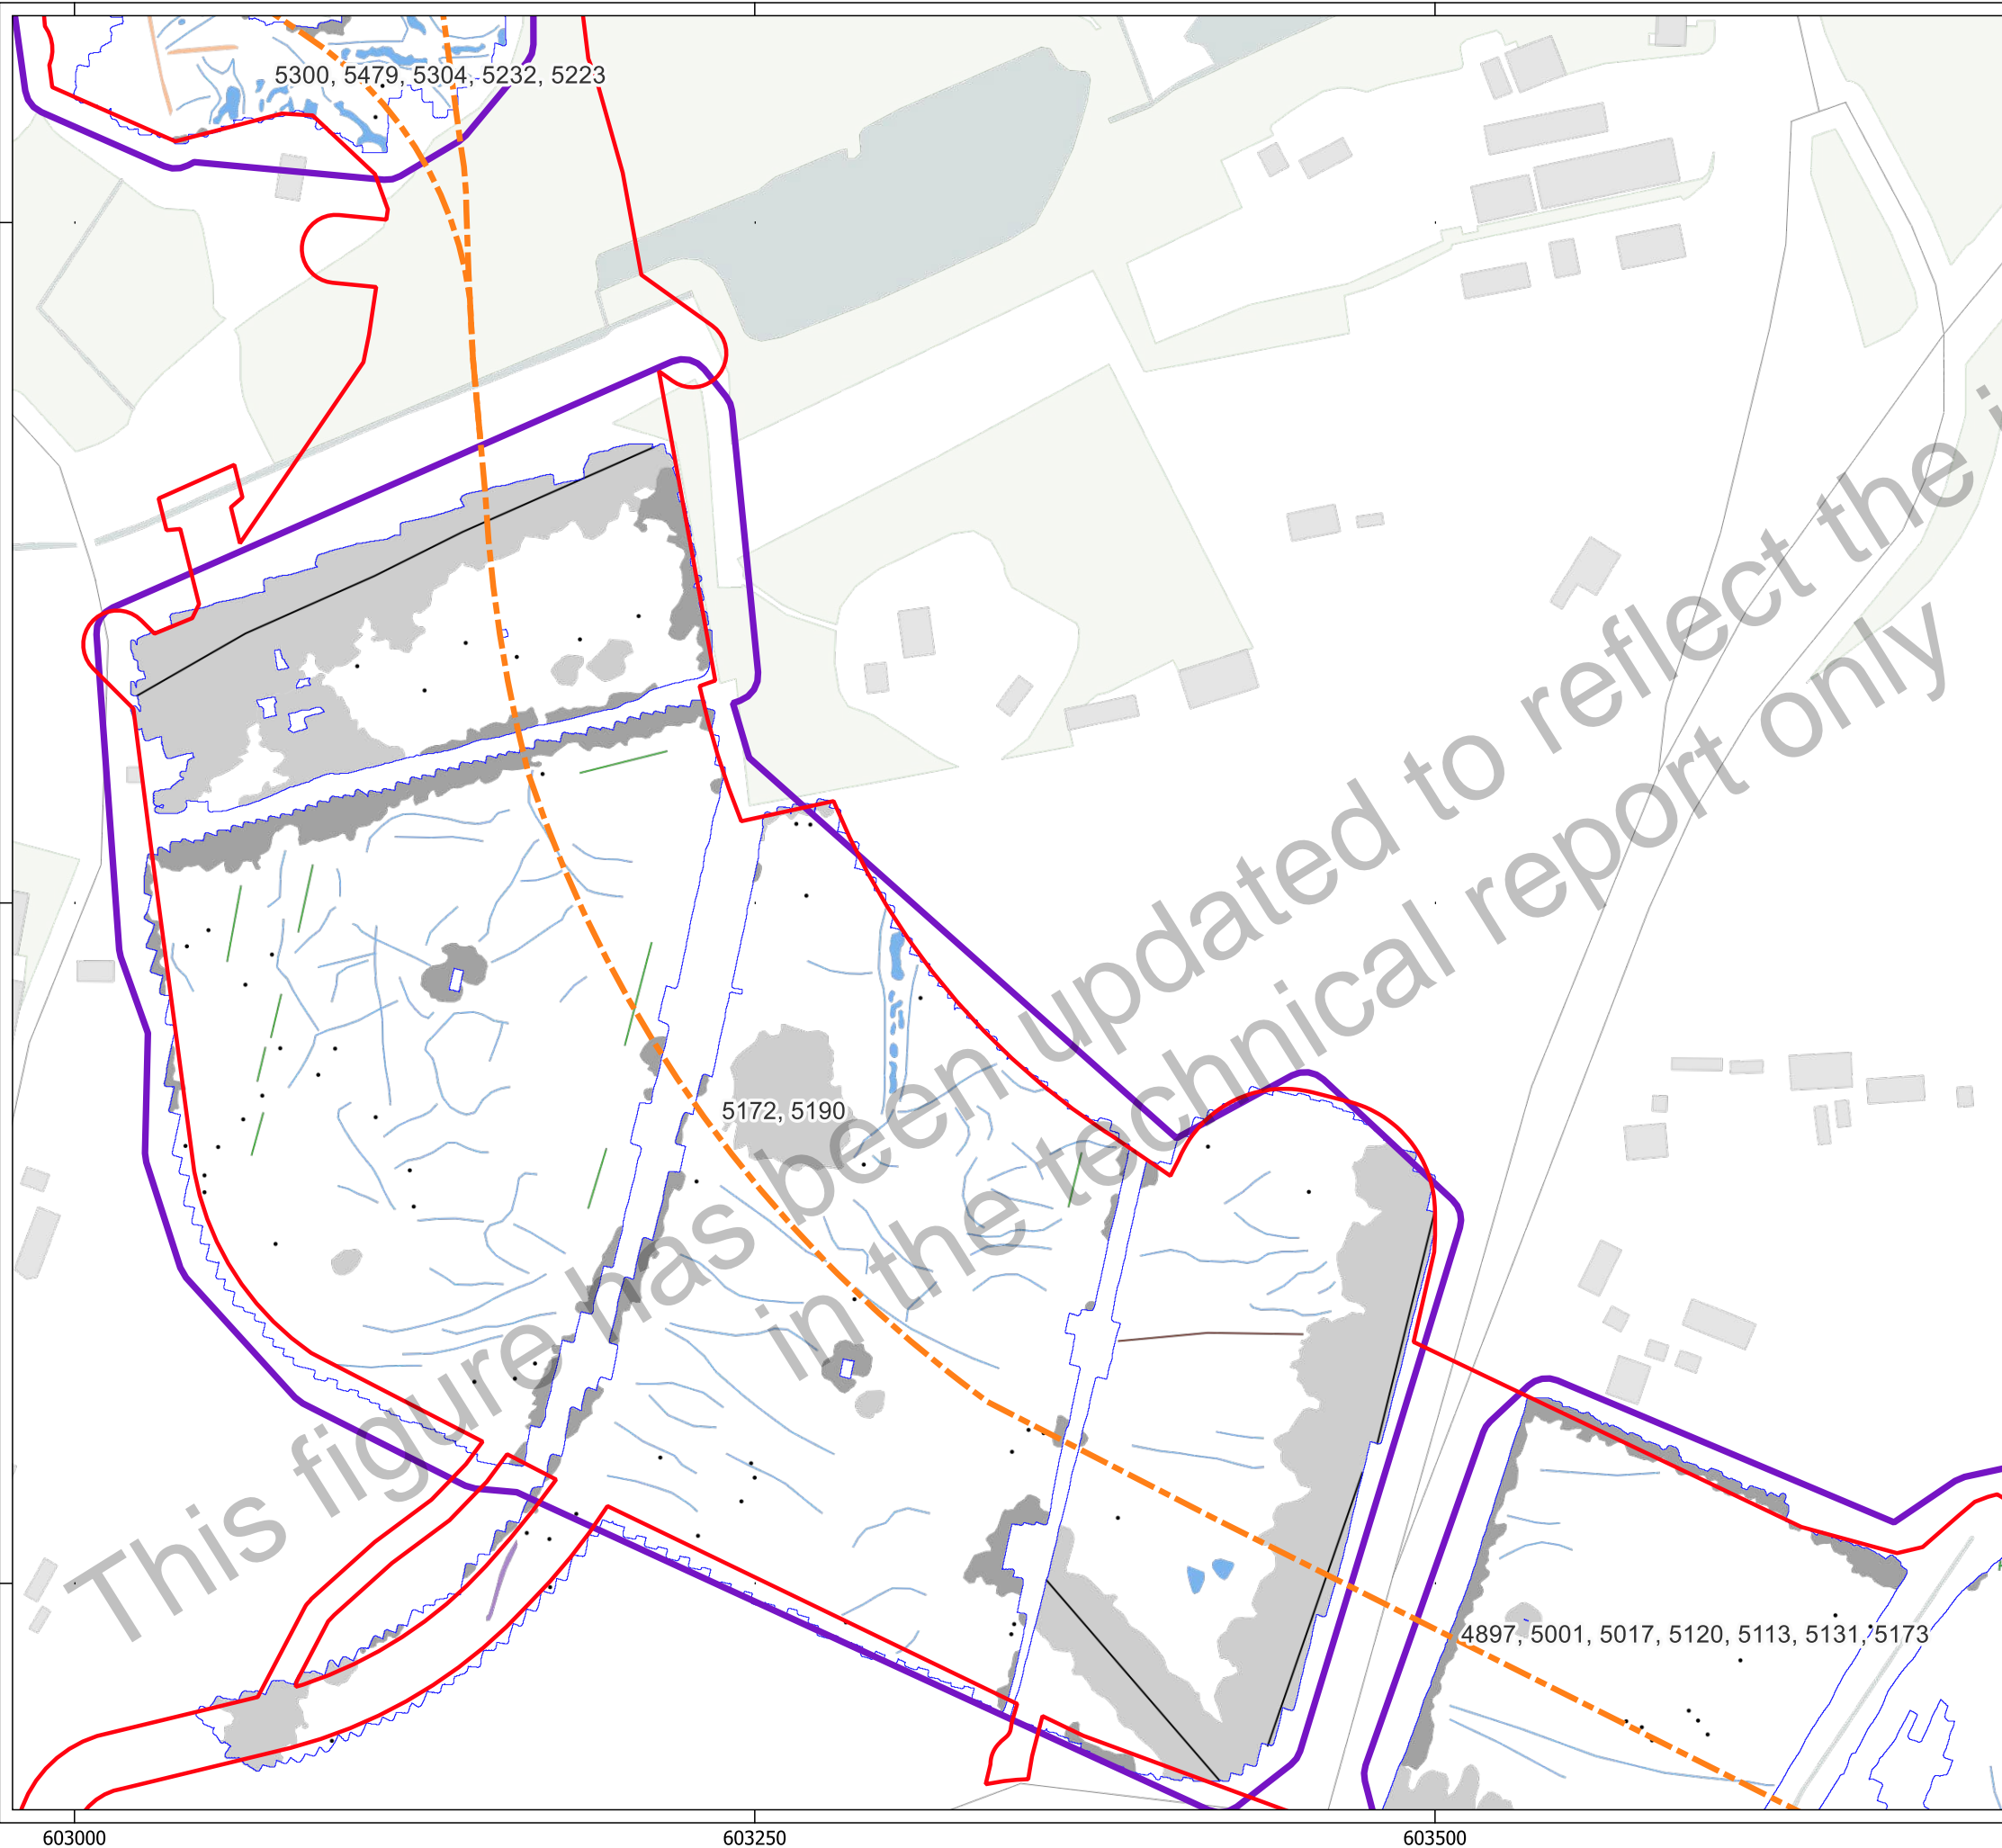 5300, 5479, 5304, 5232, 5223
This figure has been updated to reflect the
in the technical report only
5172, 5190
4897, 5001, 5017, 5120, 5113, 5131, 5173
603000
603250
603500